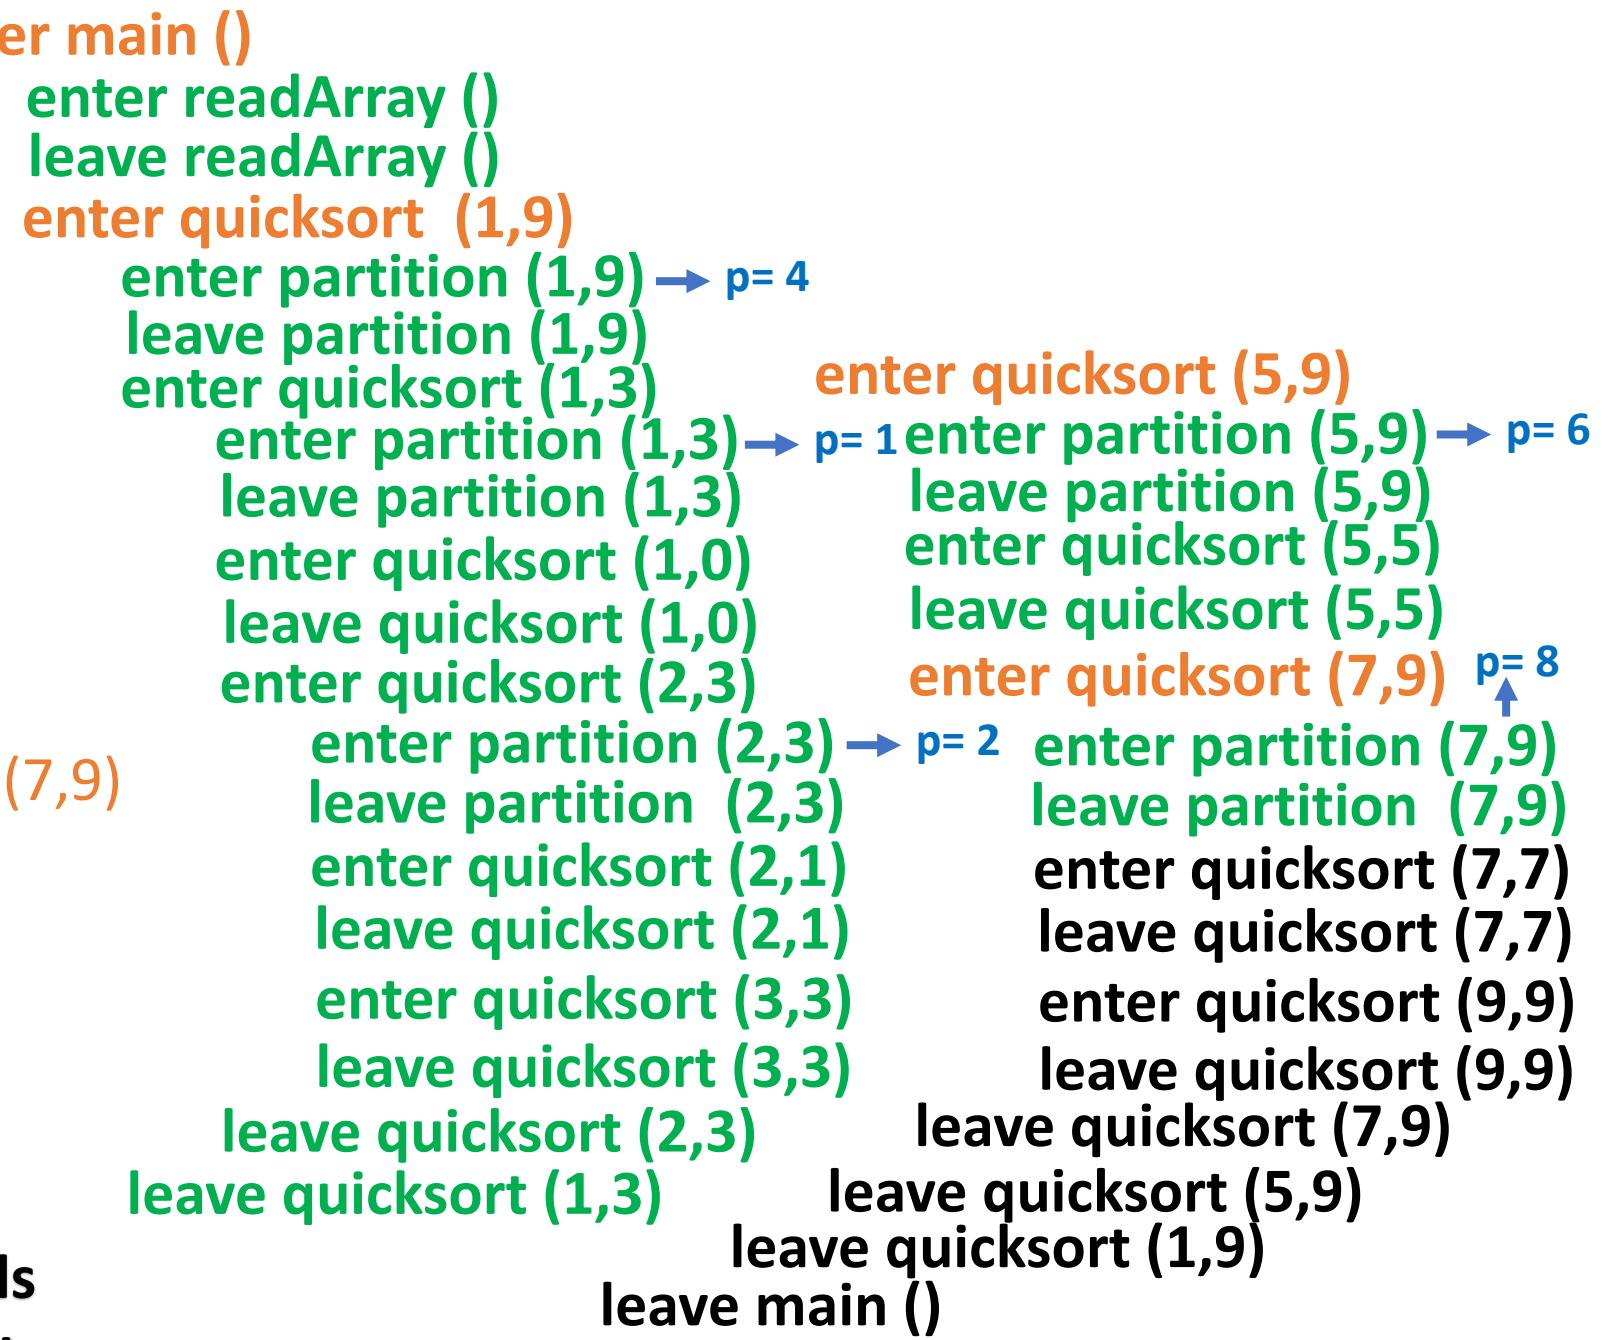 er main ()
enter readArray ()
leave readArray ()
enter quicksort (1,9)
enter partition (1,9) → p= 4
leave partition (1,9)
enter quicksort (1,3)
enter partition (1,3) → p= 1
leave partition (1,3)
enter quicksort (1,0)
leave quicksort (1,0)
enter quicksort (2,3)
enter partition (2,3) → p= 2
leave partition (2,3)
enter quicksort (2,1)
leave quicksort (2,1)
enter quicksort (3,3)
leave quicksort (3,3)
leave quicksort (2,3)
leave quicksort (1,3)
enter quicksort (5,9)
enter partition (5,9) → p= 6
leave partition (5,9)
enter quicksort (5,5)
leave quicksort (5,5)
enter quicksort (7,9)
p= 8
enter partition (7,9)
leave partition (7,9)
enter quicksort (7,7)
leave quicksort (7,7)
enter quicksort (9,9)
leave quicksort (9,9)
leave quicksort (7,9)
leave quicksort (5,9)
leave quicksort (1,9)
leave main ()
(7,9)
ls